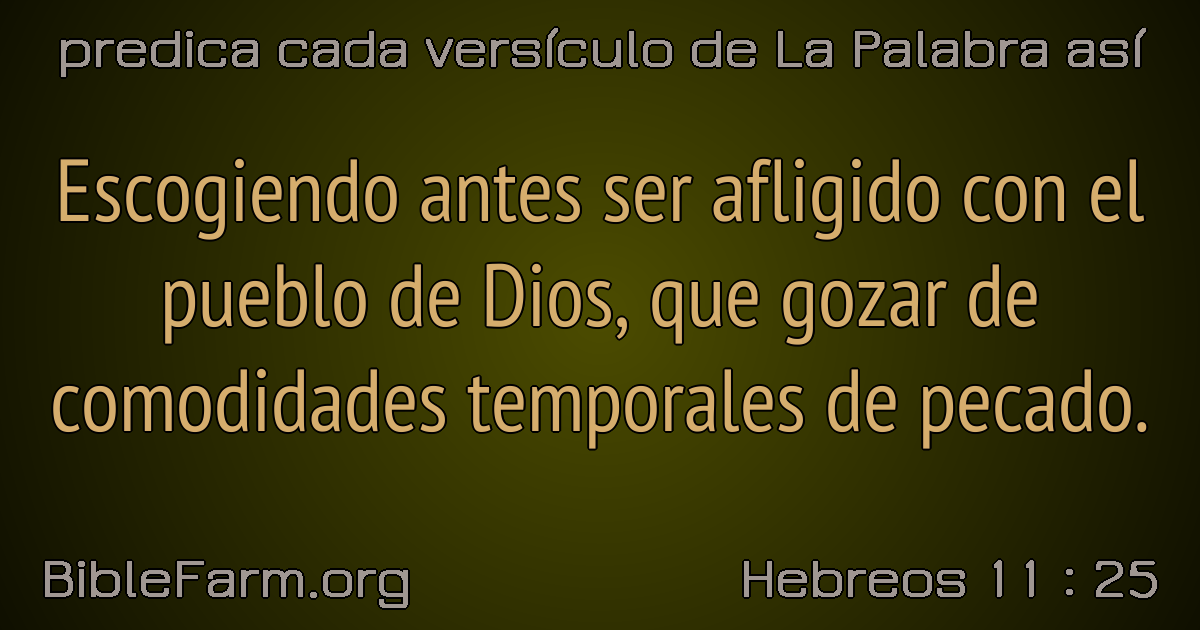 predica cada versículo de La Palabra así
Escogiendo antes ser afligido con el
pueblo de Dios, que gozar de
comodidades temporales de pecado.
BibleFarm.org
Hebreos 11 : 25